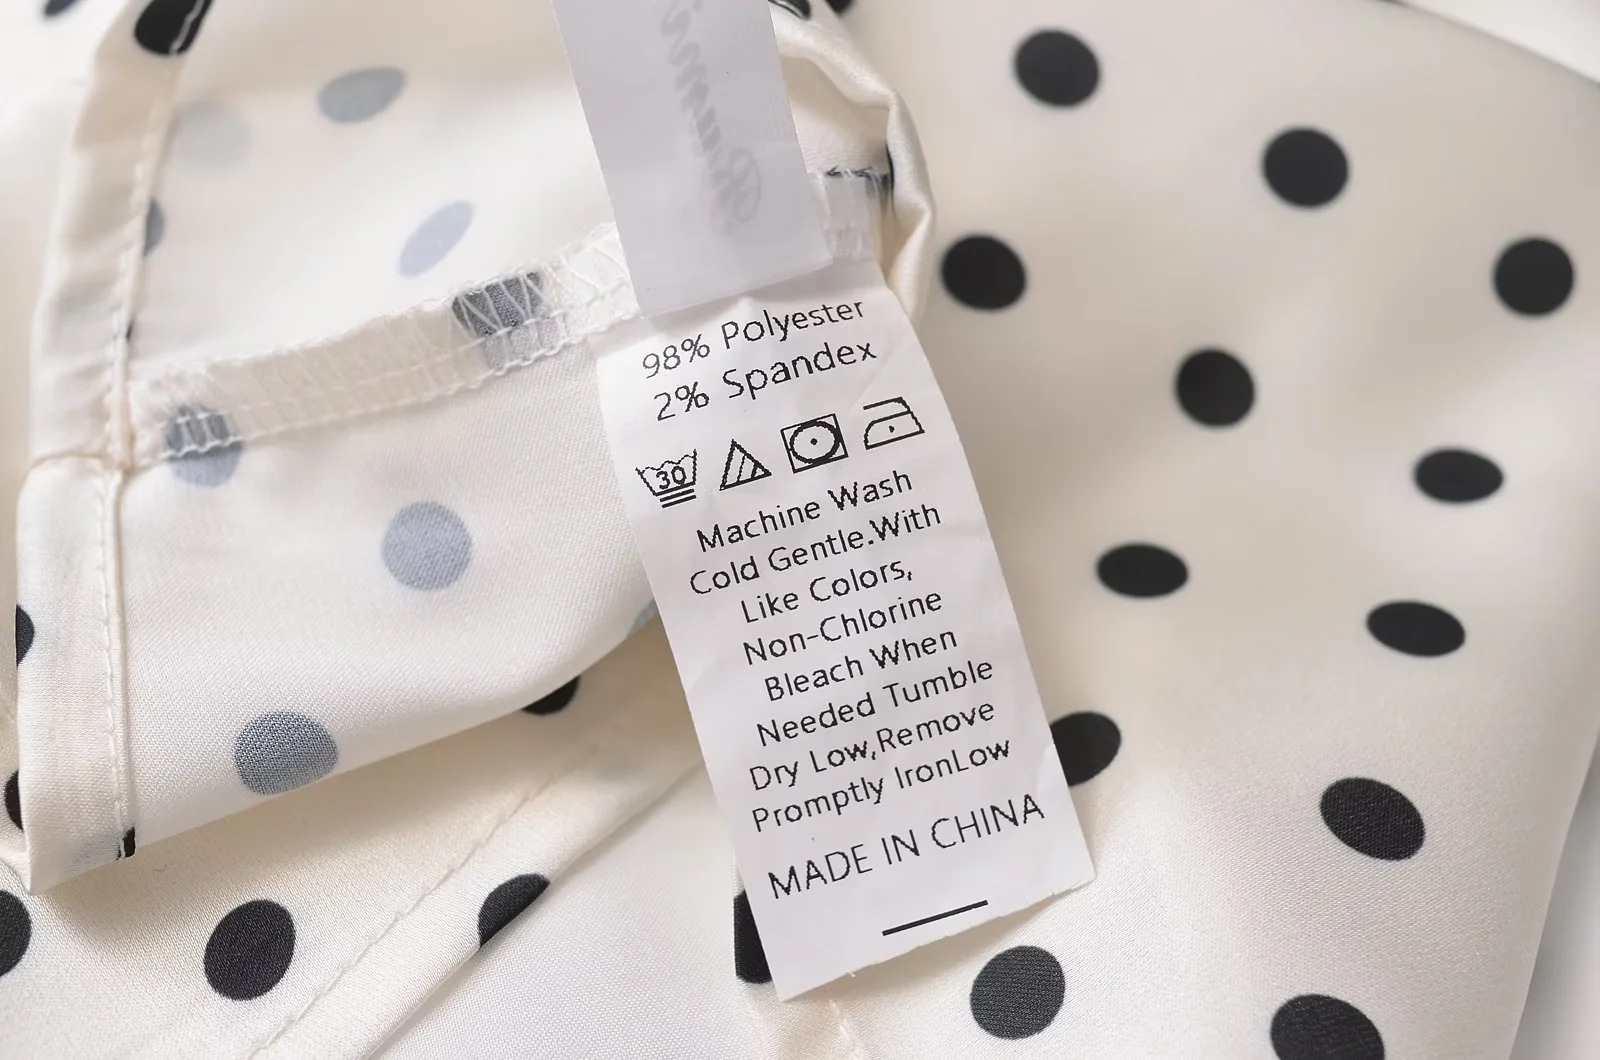 98% Polyester
2% Spandex
30
Machine Wash
Cold Gentle.With
Like Colors,
Non-Chlorine
Bleach When
Needed Tumble
Dry Low,Remove
Promptly IronLow
MADE IN CHINA